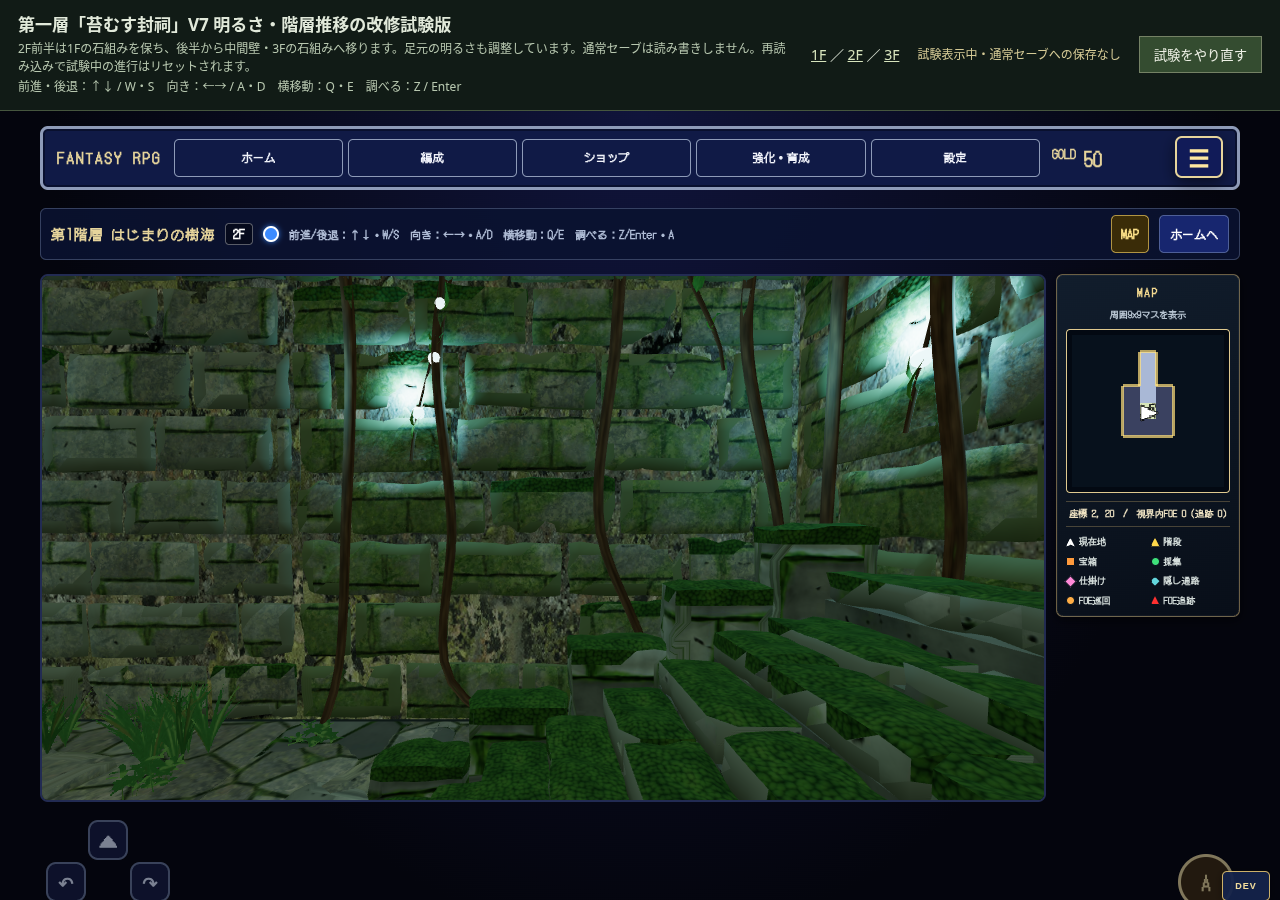 第一層「苔むす封祠」V7 明るさ・階層推移の改修試験版
2F前半は1Fの石組みを保ち、後半から中間壁・3Fの石組みへ移ります。足元の明るさも調整しています。通常セーブは読み書きしません。再読
み込みで試験中の進行はリセットされます。
前進・後退：↑↓ / W・S　向き：←→ / A・D　横移動：Q・E　調べる：Z / Enter
1F ／ 2F ／ 3F
試験表示中・通常セーブへの保存なし
試験をやり直す
FANTASY RPG
ホーム
編成
ショップ
強化・育成
設定
GOLD 50
第1階層 はじまりの樹海
2F
前進/後退：↑↓・W/S　向き：←→・A/D　横移動：Q/E　調べる：Z/Enter・A
MAP
ホームへ
MAP
周囲9x9マスを表示
座標 2, 20　/　視界内FOE 0 (追跡 0)
現在地
階段
宝箱
採集
仕掛け
隠し通路
FOE巡回
FOE追跡
A
DEV